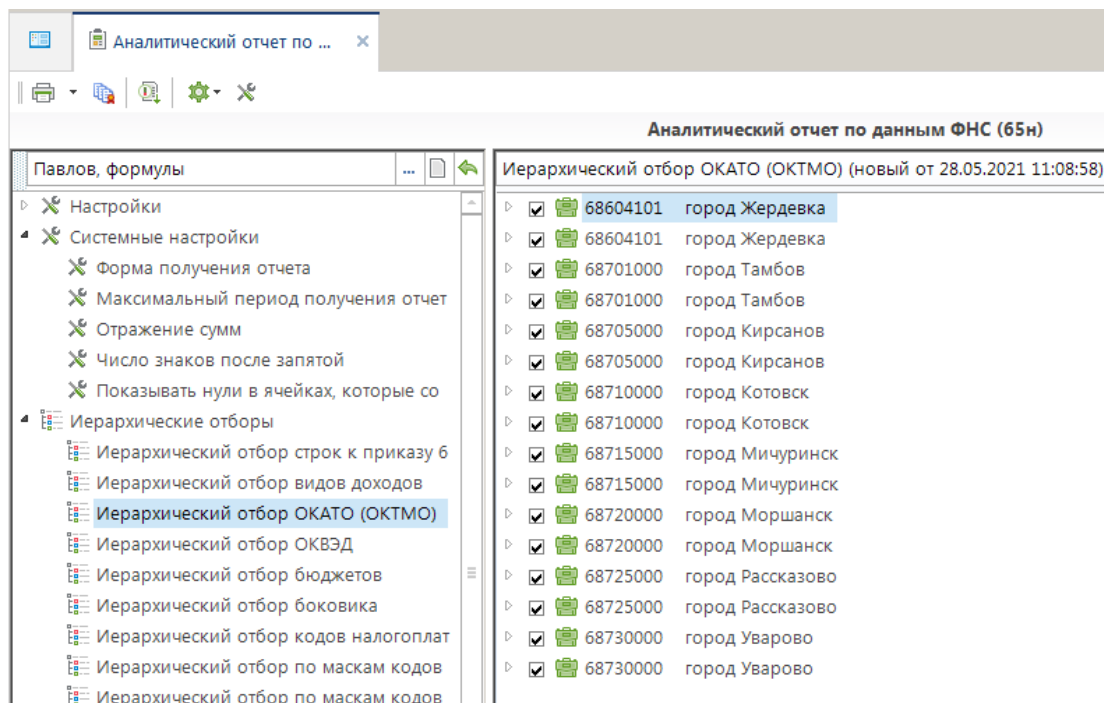 Аналитический отчет по ...
Аналитический отчет по данным ФНС (65н)
Павлов, формулы
...
Настройки
Системные настройки
Форма получения отчета
Максимальный период получения отчет
Отражение сумм
Число знаков после запятой
Показывать нули в ячейках, которые со
Иерархические отборы
Иерархический отбор строк к приказу 6
Иерархический отбор видов доходов
Иерархический отбор ОКАТО (ОКТМО)
Иерархический отбор ОКВЭД
Иерархический отбор бюджетов
Иерархический отбор боковика
Иерархический отбор кодов налогоплат
Иерархический отбор по маскам кодов
Иерархический отбор по маскам кодов
Иерархический отбор ОКАТО (ОКТМО) (новый от 28.05.2021 11:08:58)
68604101 город Жердевка
68604101 город Жердевка
68701000 город Тамбов
68701000 город Тамбов
68705000 город Кирсанов
68705000 город Кирсанов
68710000 город Котовск
68710000 город Котовск
68715000 город Мичуринск
68715000 город Мичуринск
68720000 город Моршанск
68720000 город Моршанск
68725000 город Рассказово
68725000 город Рассказово
68730000 город Уварово
68730000 город Уварово